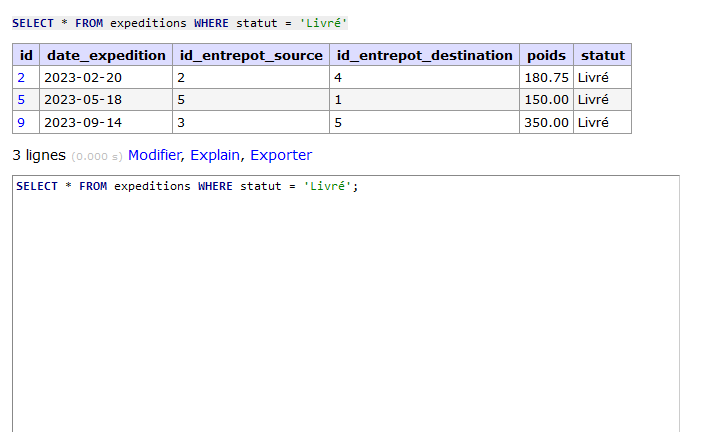 SELECT * FROM expeditions WHERE statut = 'Livré'
id date_expedition id_entrepot_source id_entrepot_destination poids statut
2 2023-02-20 2 4 180.75 Livré
5 2023-05-18 5 1 150.00 Livré
9 2023-09-14 3 5 350.00 Livré
3 lignes (0.000 s) Modifier, Explain, Exporter
SELECT * FROM expeditions WHERE statut = 'Livré';